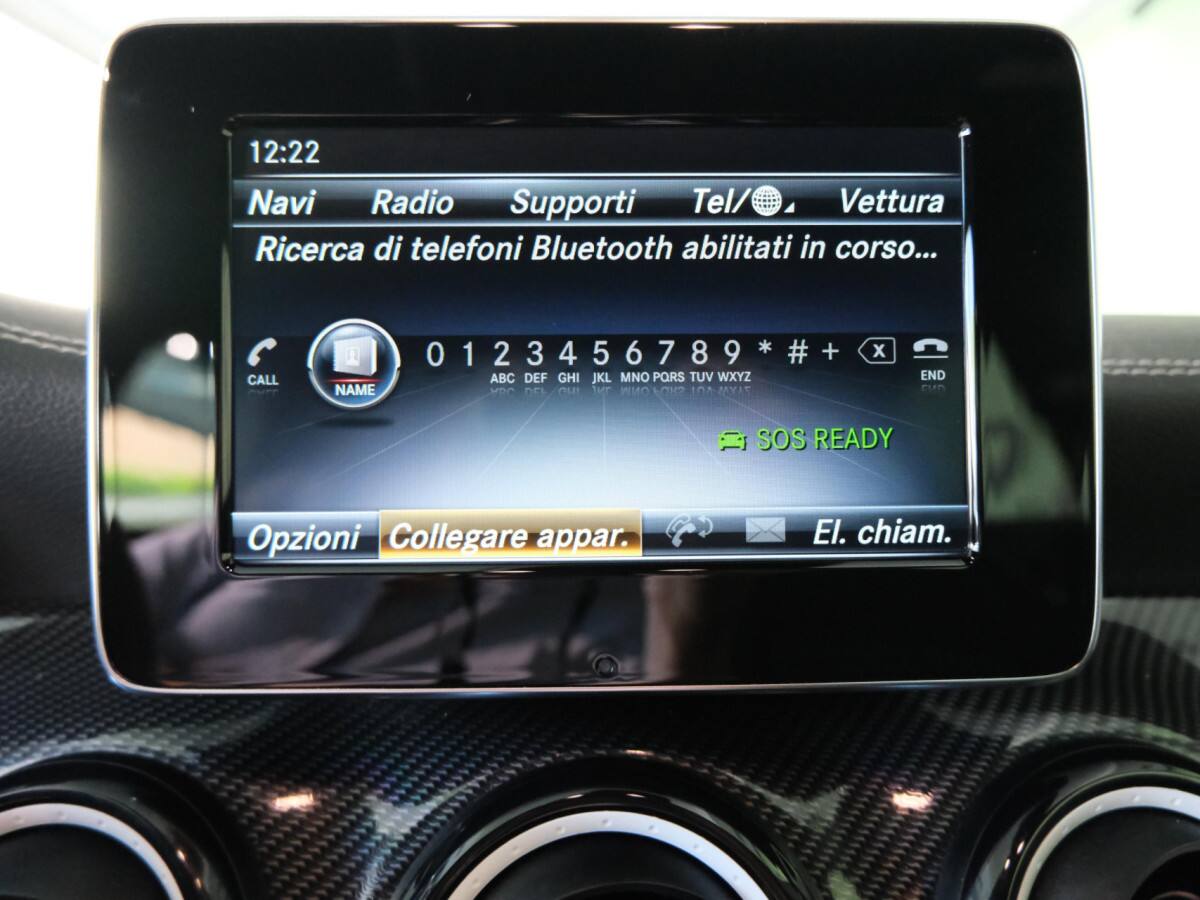 12:22
Navi Radio Supporti Tel/ Vettura
Ricerca di telefoni Bluetooth abilitati in corso...
CALL NAME 0 1 2 3 4 5 6 7 8 9 * # + X END
ABC DEF GHI JKL MNO PQRS TUV WXYZ
SOS READY
Opzioni Collegare appar. El. chiam.